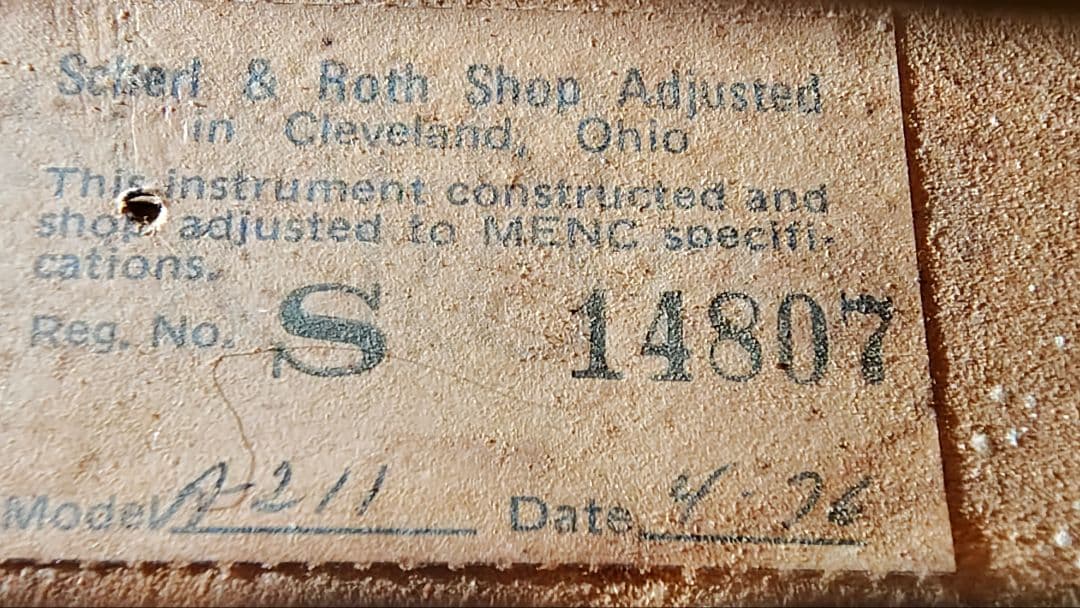 Scherl & Roth Shop Adjusted
in Cleveland, Ohio
This instrument constructed and
shop adjusted to MENC specifi-
cations.
Reg. No. S 14807
Model A-211 Date 4-76